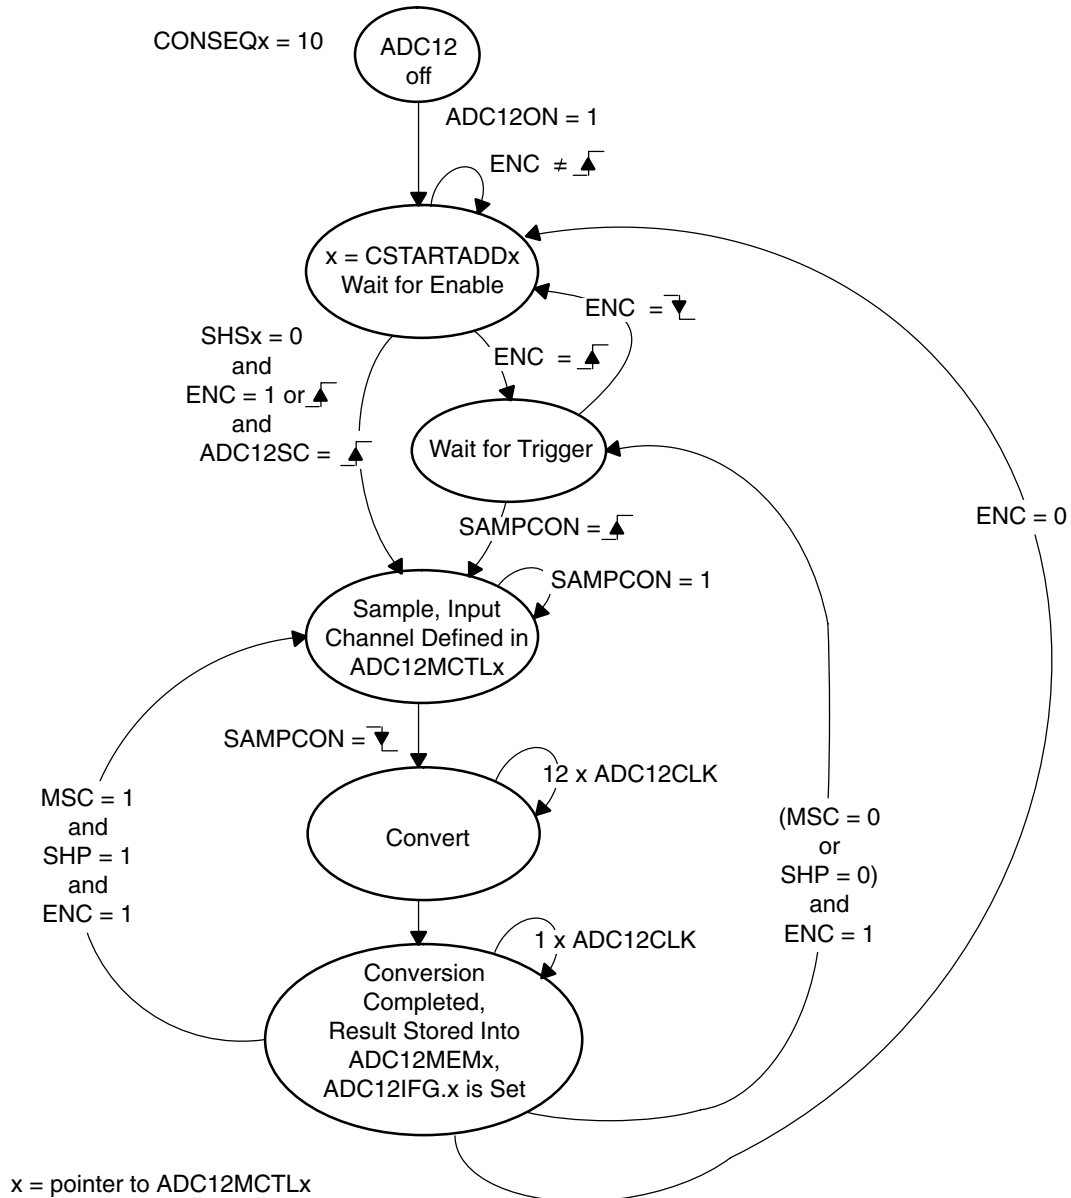 CONSEQx = 10
ADC12
off
ADC12ON = 1
ENC ≠
x = CSTARTADDx
Wait for Enable
ENC =
SHSx = 0
and
ENC = 1 or
and
ADC12SC =
ENC =
Wait for Trigger
SAMPCON =
ENC = 0
SAMPCON = 1
Sample, Input
Channel Defined in
ADC12MCTLx
SAMPCON =
12 x ADC12CLK
Convert
MSC = 1
and
SHP = 1
and
ENC = 1
(MSC = 0
or
SHP = 0)
and
ENC = 1
1 x ADC12CLK
Conversion
Completed,
Result Stored Into
ADC12MEMx,
ADC12IFG.x is Set
x = pointer to ADC12MCTLx